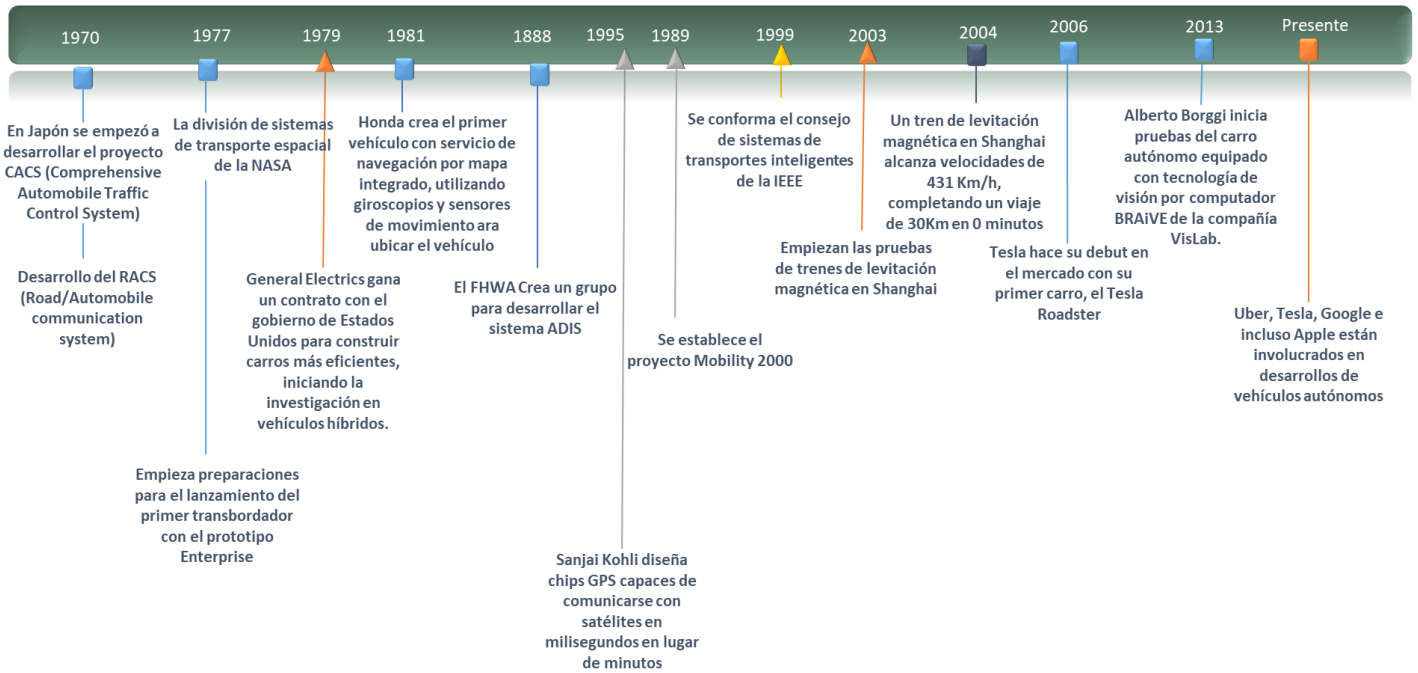 1970
1977
1979
1981
1888
1995
1989
1999
2003
2004
2006
2013
Presente
En Japón se empezó a
desarrollar el proyecto
CACS (Comprehensive
Automobile Traffic
Control System)
Desarrollo del RACS
(Road/Automobile
communication
system)
La división de sistemas
de transporte espacial
de la NASA
Empieza preparaciones
para el lanzamiento del
primer transbordador
con el prototipo
Enterprise
General Electrics gana
un contrato con el
gobierno de Estados
Unidos para construir
carros más eficientes,
iniciando la
investigación en
vehículos híbridos.
Honda crea el primer
vehículo con servicio de
navegación por mapa
integrado, utilizando
giroscopios y sensores
de movimiento ara
ubicar el vehículo
El FHWA Crea un grupo
para desarrollar el
sistema ADIS
Sanjai Kohli diseña
chips GPS capaces de
comunicarse con
satélites en
milisegundos en lugar
de minutos
Se establece el
proyecto Mobility 2000
Se conforma el consejo
de sistemas de
transportes inteligentes
de la IEEE
Empiezan las pruebas
de trenes de levitación
magnética en Shanghai
Un tren de levitación
magnética en Shanghai
alcanza velocidades de
431 Km/h,
completando un viaje
de 30Km en 0 minutos
Tesla hace su debut en
el mercado con su
primer carro, el Tesla
Roadster
Alberto Borggi inicia
pruebas del carro
autónomo equipado
con tecnología de
visión por computador
BRAiVE de la compañía
VisLab.
Uber, Tesla, Google e
incluso Apple están
involucrados en
desarrollos de
vehículos autónomos